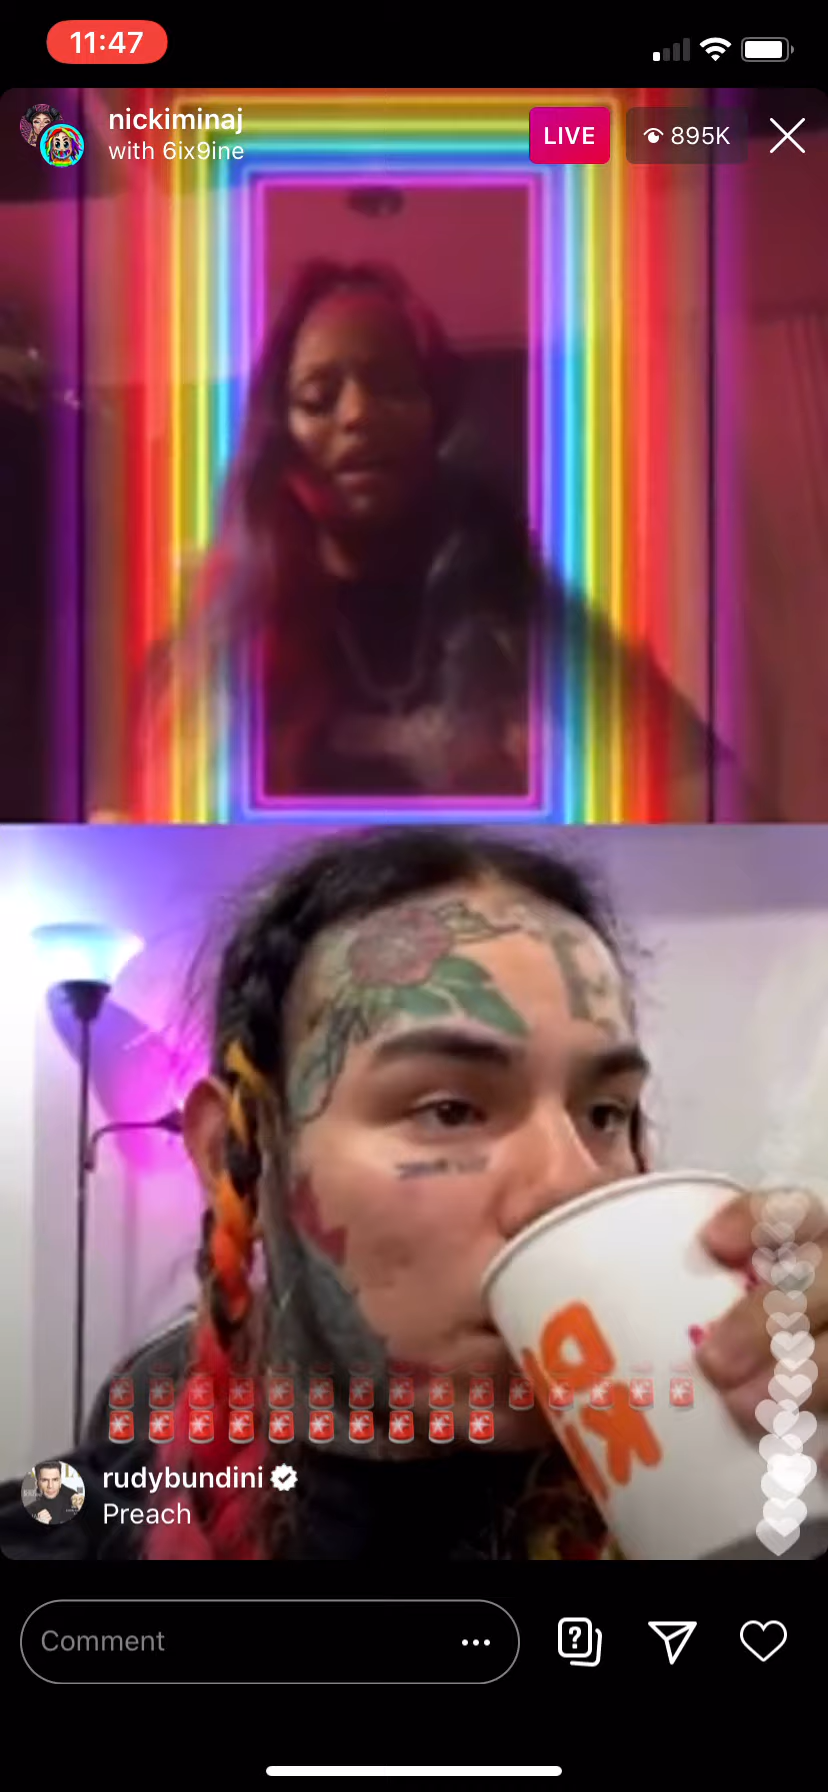 11:47
nickiminaj
with 6ix9ine
LIVE
895K
rudybundini
Preach
Comment